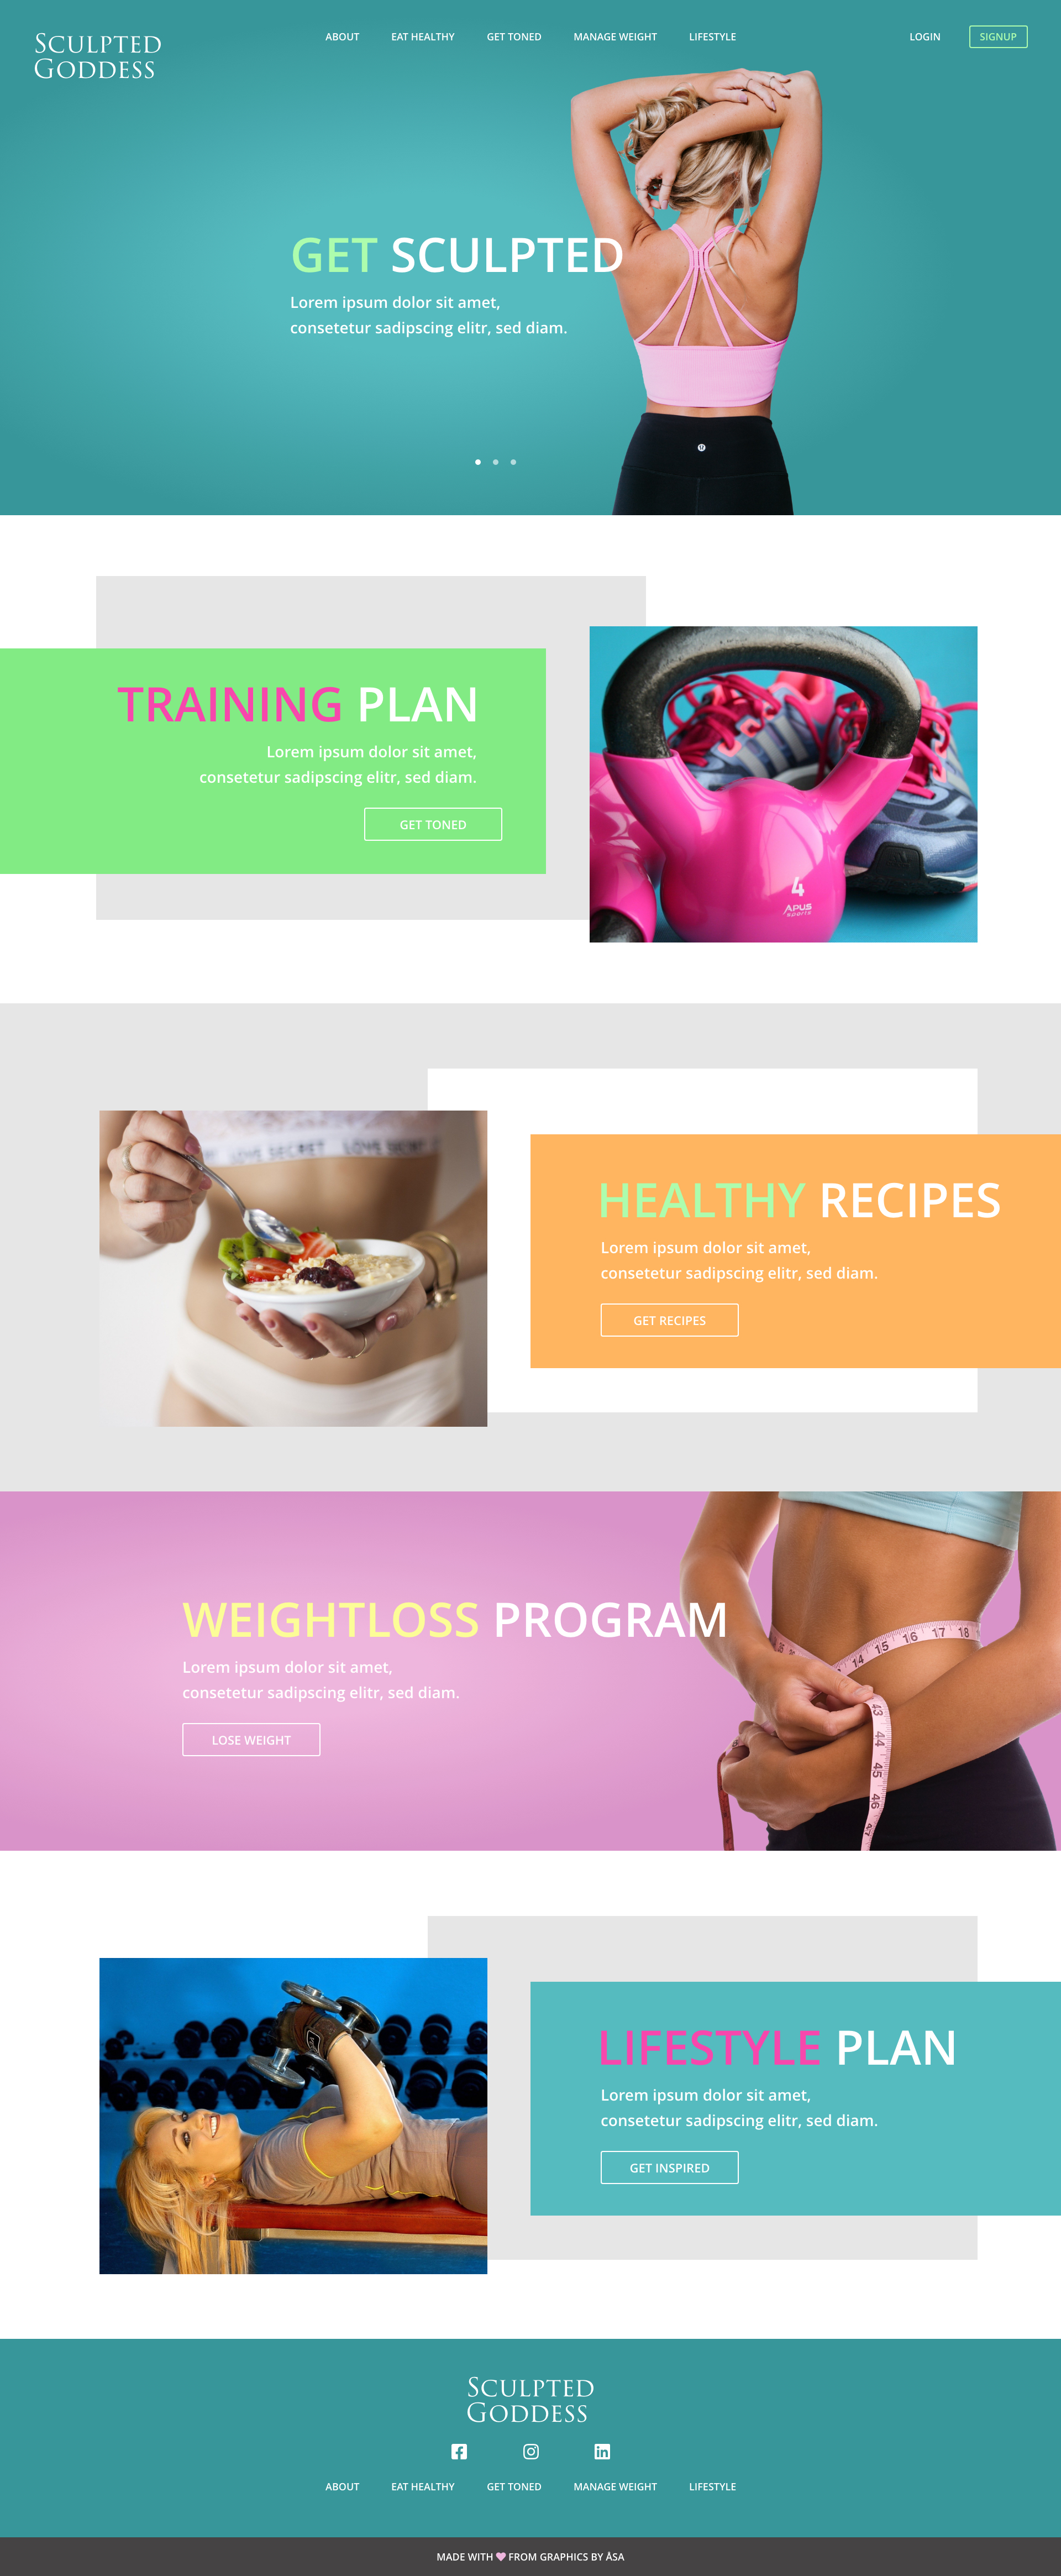 SCULPTED
GODDESS
ABOUT EAT HEALTHY GET TONED MANAGE WEIGHT LIFESTYLE LOGIN SIGNUP
GET SCULPTED
Lorem ipsum dolor sit amet,
consetetur sadipscing elitr, sed diam.
TRAINING PLAN
Lorem ipsum dolor sit amet,
consetetur sadipscing elitr, sed diam.
GET TONED
4
APUS
sports
LOVE SECRET LOVE
HEALTHY RECIPES
Lorem ipsum dolor sit amet,
consetetur sadipscing elitr, sed diam.
GET RECIPES
WEIGHTLOSS PROGRAM
Lorem ipsum dolor sit amet,
consetetur sadipscing elitr, sed diam.
LOSE WEIGHT
14 15 16 17 18
43
44
45
46
47
LIFESTYLE PLAN
Lorem ipsum dolor sit amet,
consetetur sadipscing elitr, sed diam.
GET INSPIRED
SCULPTED
GODDESS
ABOUT EAT HEALTHY GET TONED MANAGE WEIGHT LIFESTYLE
MADE WITH FROM GRAPHICS BY ÅSA